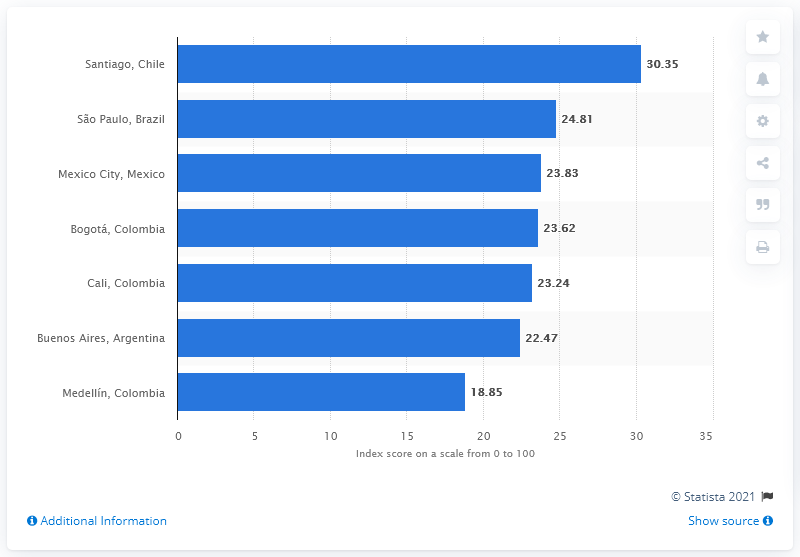 Santiago, Chile 30.35
São Paulo, Brazil 24.81
Mexico City, Mexico 23.83
Bogotá, Colombia 23.62
Cali, Colombia 23.24
Buenos Aires, Argentina 22.47
Medellín, Colombia 18.85
0 5 10 15 20 25 30 35
Index score on a scale from 0 to 100
© Statista 2021
Additional Information Show source